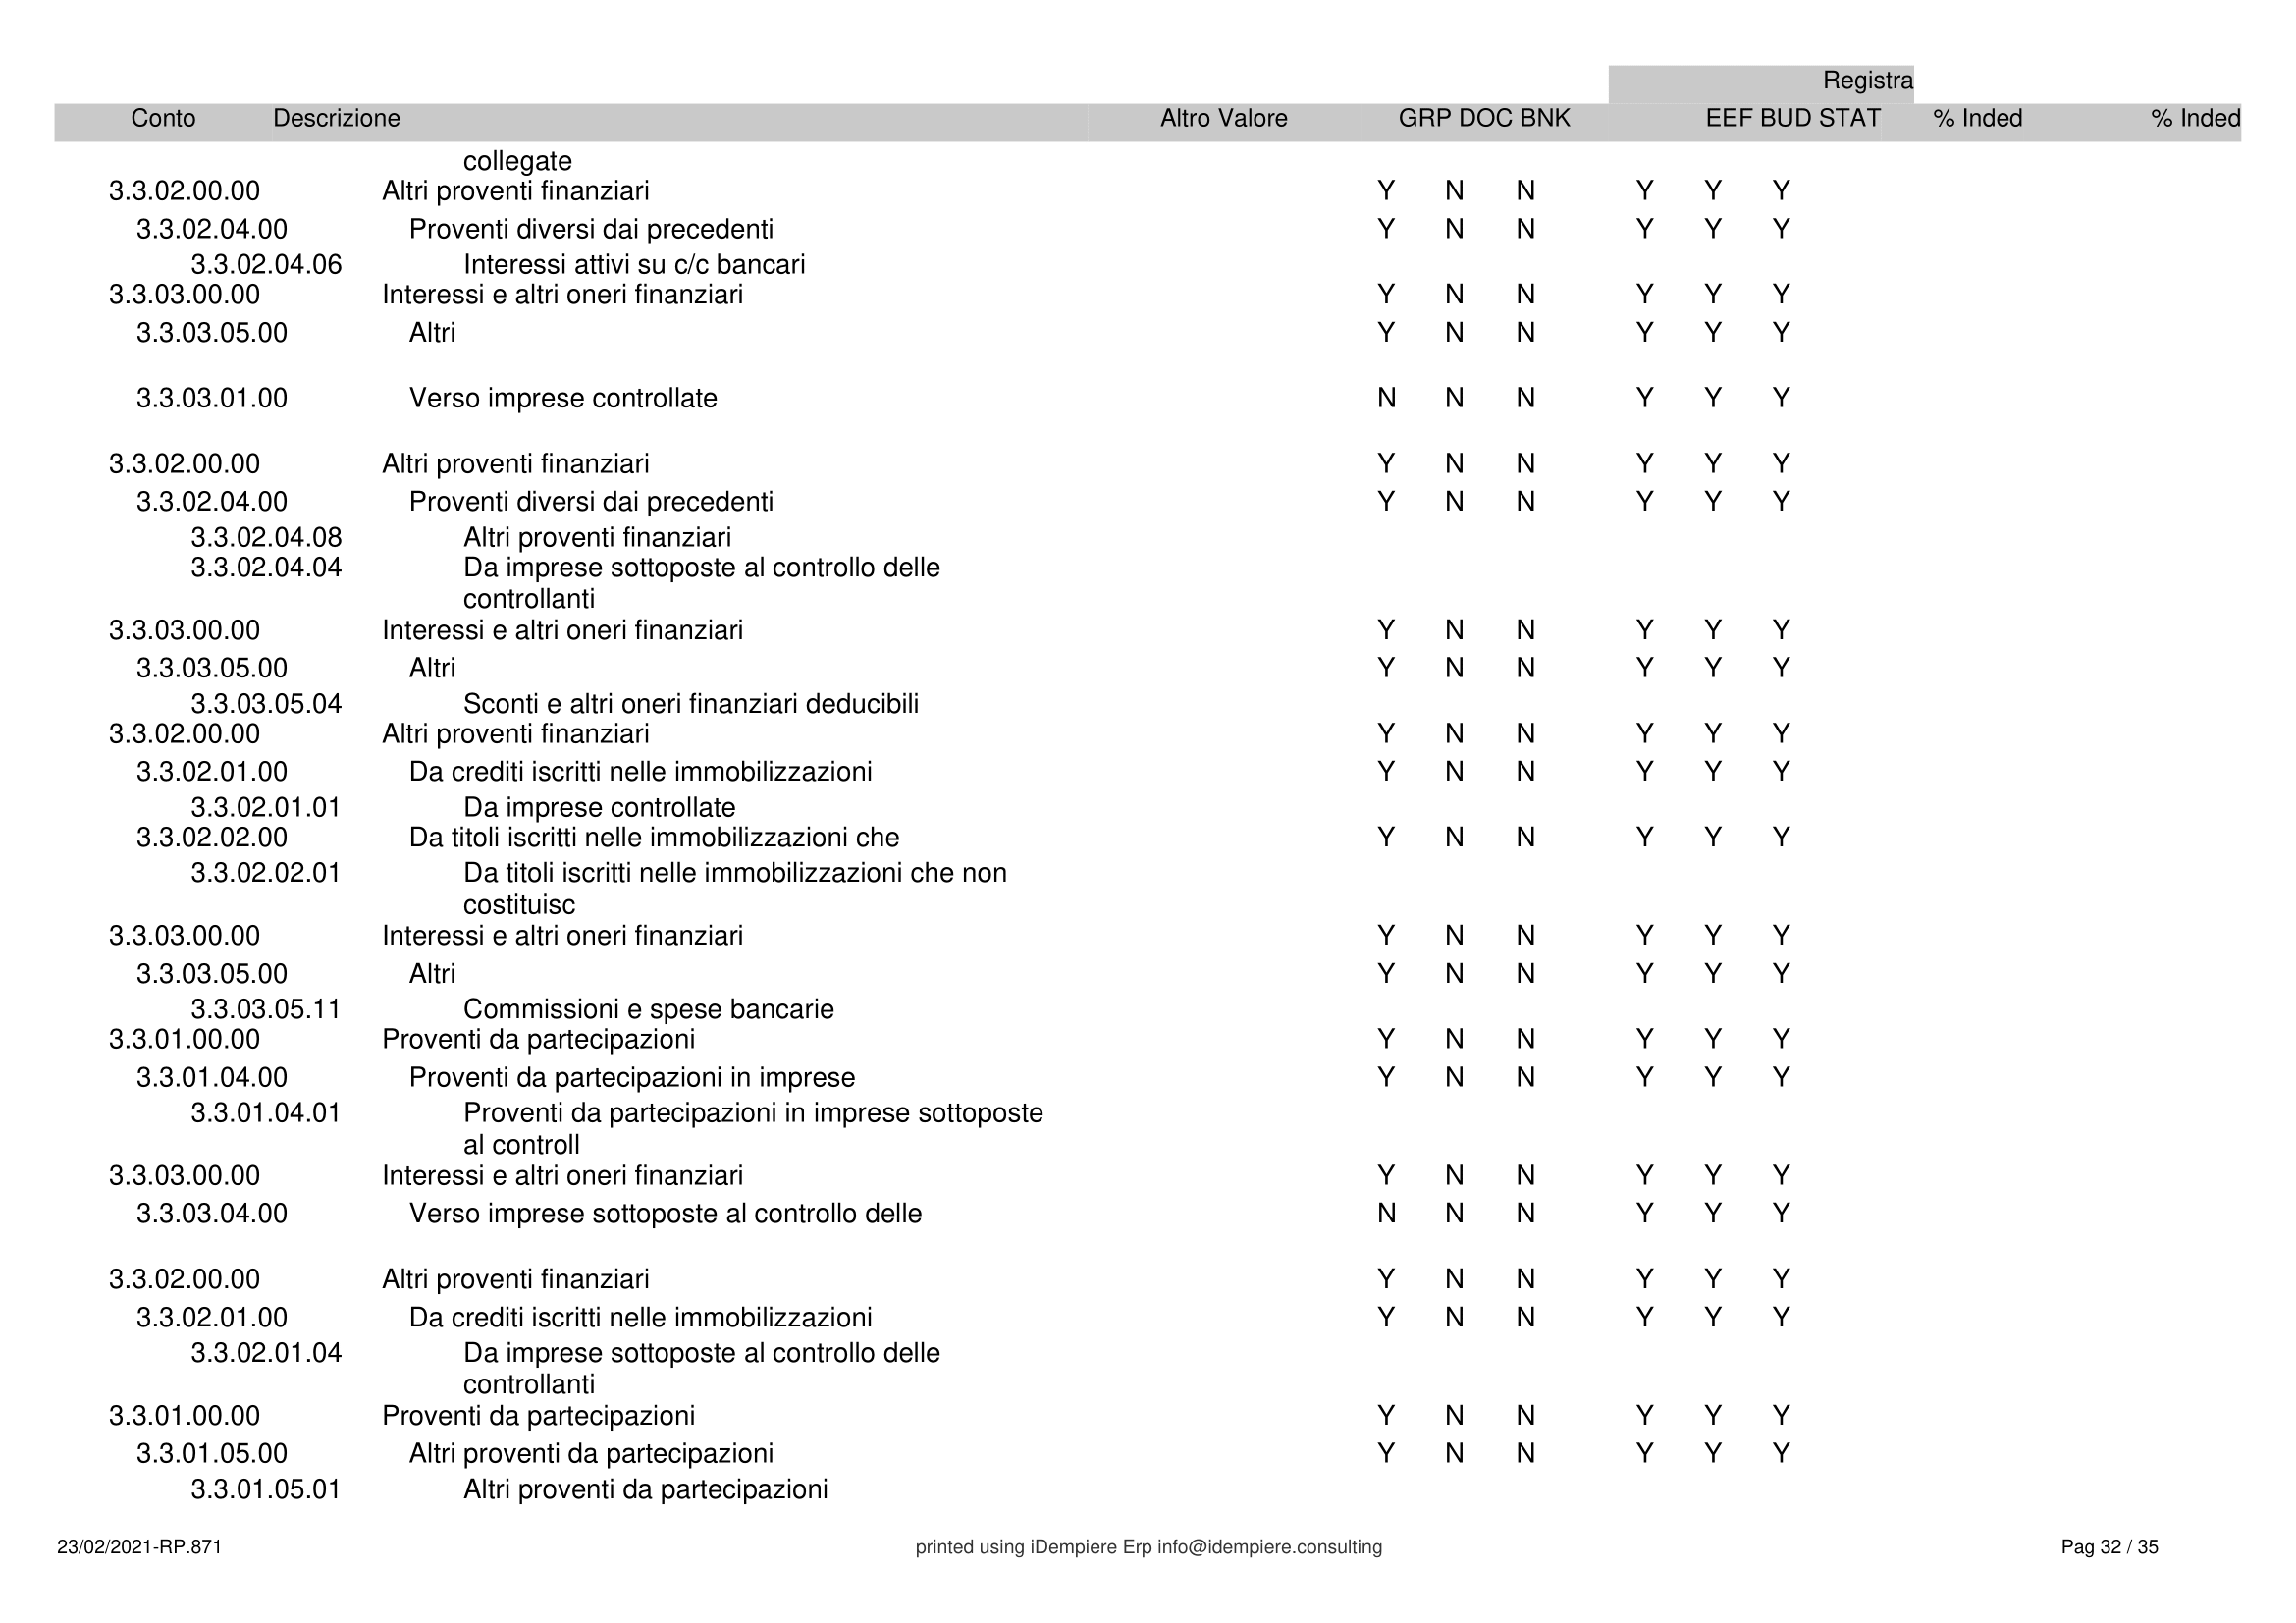 Registra
Conto Descrizione Altro Valore GRP DOC BNK EEF BUD STAT % Inded % Inded
collegate
3.3.02.00.00 Altri proventi finanziari Y N N Y Y Y
3.3.02.04.00 Proventi diversi dai precedenti Y N N Y Y Y
3.3.02.04.06 Interessi attivi su c/c bancari
3.3.03.00.00 Interessi e altri oneri finanziari Y N N Y Y Y
3.3.03.05.00 Altri Y N N Y Y Y
3.3.03.01.00 Verso imprese controllate N N N Y Y Y
3.3.02.00.00 Altri proventi finanziari Y N N Y Y Y
3.3.02.04.00 Proventi diversi dai precedenti Y N N Y Y Y
3.3.02.04.08 Altri proventi finanziari
3.3.02.04.04 Da imprese sottoposte al controllo delle
controllanti
3.3.03.00.00 Interessi e altri oneri finanziari Y N N Y Y Y
3.3.03.05.00 Altri Y N N Y Y Y
3.3.03.05.04 Sconti e altri oneri finanziari deducibili
3.3.02.00.00 Altri proventi finanziari Y N N Y Y Y
3.3.02.01.00 Da crediti iscritti nelle immobilizzazioni Y N N Y Y Y
3.3.02.01.01 Da imprese controllate
3.3.02.02.00 Da titoli iscritti nelle immobilizzazioni che Y N N Y Y Y
3.3.02.02.01 Da titoli iscritti nelle immobilizzazioni che non
costituisc
3.3.03.00.00 Interessi e altri oneri finanziari Y N N Y Y Y
3.3.03.05.00 Altri Y N N Y Y Y
3.3.03.05.11 Commissioni e spese bancarie
3.3.01.00.00 Proventi da partecipazioni Y N N Y Y Y
3.3.01.04.00 Proventi da partecipazioni in imprese Y N N Y Y Y
3.3.01.04.01 Proventi da partecipazioni in imprese sottoposte
al controll
3.3.03.00.00 Interessi e altri oneri finanziari Y N N Y Y Y
3.3.03.04.00 Verso imprese sottoposte al controllo delle N N N Y Y Y
3.3.02.00.00 Altri proventi finanziari Y N N Y Y Y
3.3.02.01.00 Da crediti iscritti nelle immobilizzazioni Y N N Y Y Y
3.3.02.01.04 Da imprese sottoposte al controllo delle
controllanti
3.3.01.00.00 Proventi da partecipazioni Y N N Y Y Y
3.3.01.05.00 Altri proventi da partecipazioni Y N N Y Y Y
3.3.01.05.01 Altri proventi da partecipazioni
23/02/2021-RP.871 printed using iDempiere Erp info@idempiere.consulting Pag 32 / 35